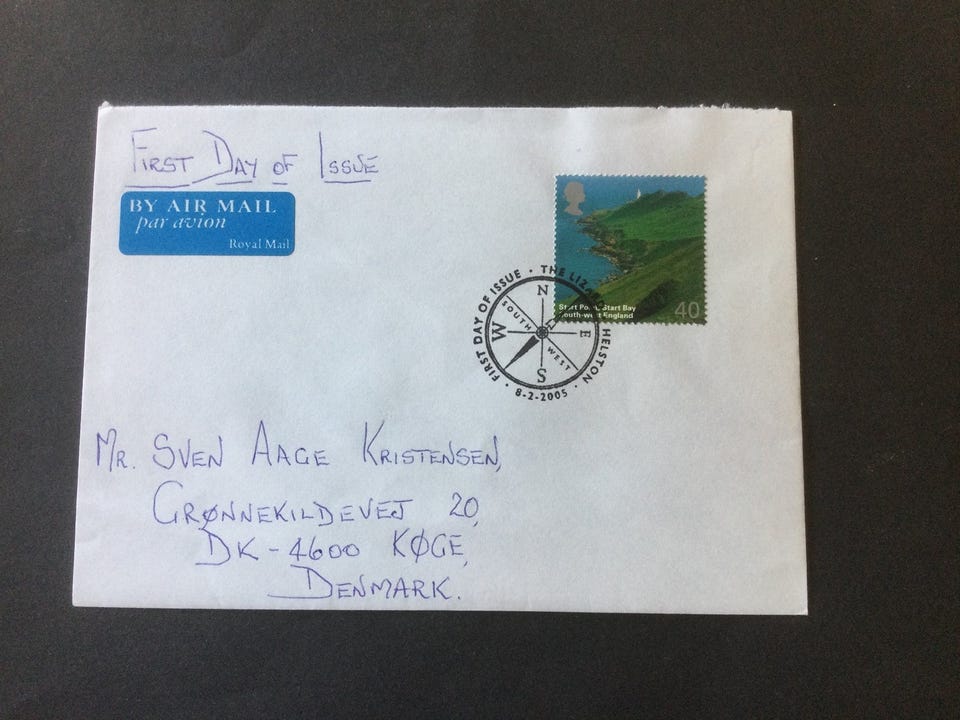 First Day of Issue
BY AIR MAIL
par avion
Royal Mail
Start Point, Start Bay
South-west England
40
FIRST DAY OF ISSUE · THE LIZARD HELSTON ·
8-2-2005
N
SOUTH
W
E
WEST
S
Mr. Sven Aage Kristensen,
Grønnekildevej 20,
DK-4600 Køge,
Denmark.